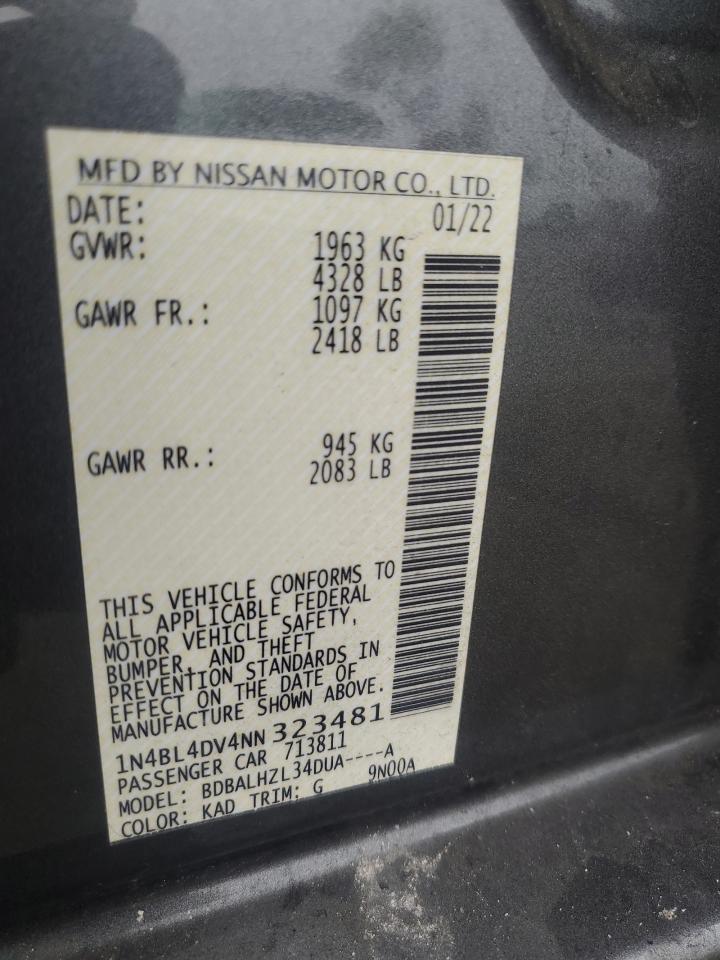 MFD BY NISSAN MOTOR CO., LTD.
DATE: 01/22
GVWR: 1963 KG
4328 LB
GAWR FR.: 1097 KG
2418 LB
GAWR RR.: 945 KG
2083 LB
THIS VEHICLE CONFORMS TO
ALL APPLICABLE FEDERAL
MOTOR VEHICLE SAFETY,
BUMPER, AND THEFT
PREVENTION STANDARDS IN
EFFECT ON THE DATE OF
MANUFACTURE SHOWN ABOVE.
1N4BL4DV4NN323481
PASSENGER CAR 713811
MODEL: BDBALHZL34DUA----A
COLOR: KAD TRIM: G 9N00A